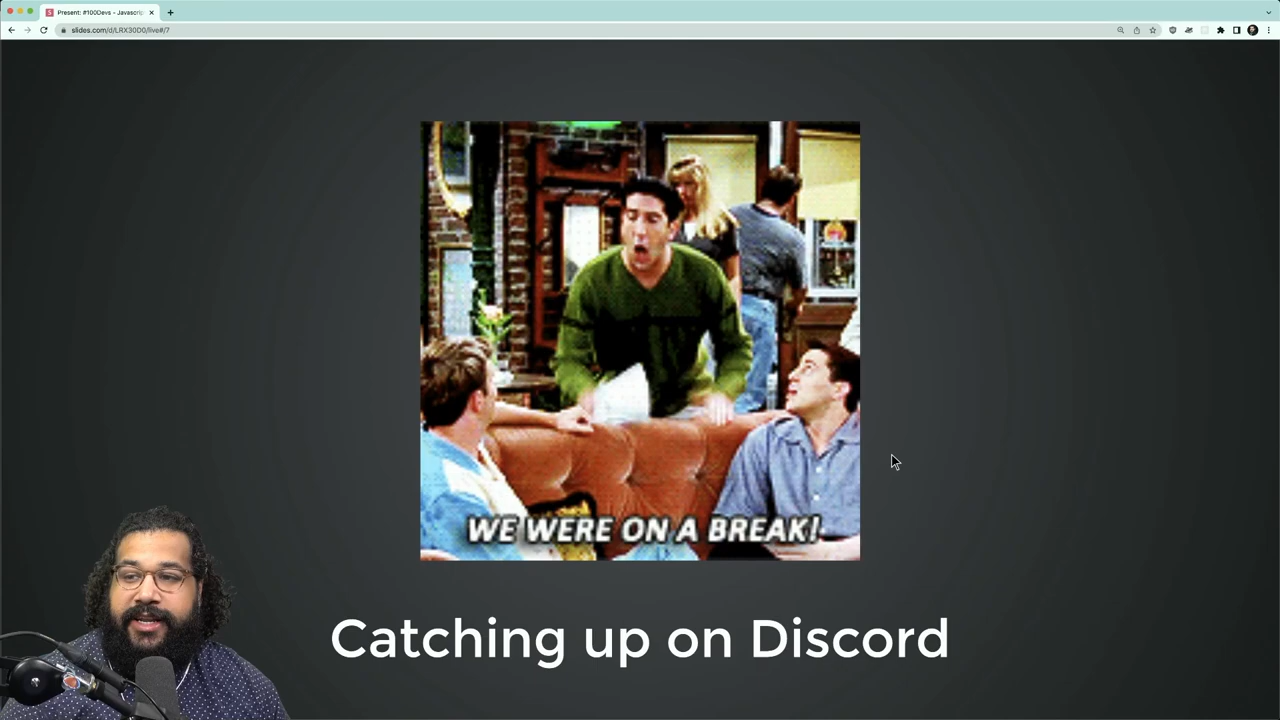 Present: #100Devs - Javascrip
slides.com/d/LRX30D0/live#/7
WE WERE ON A BREAK!
Catching up on Discord